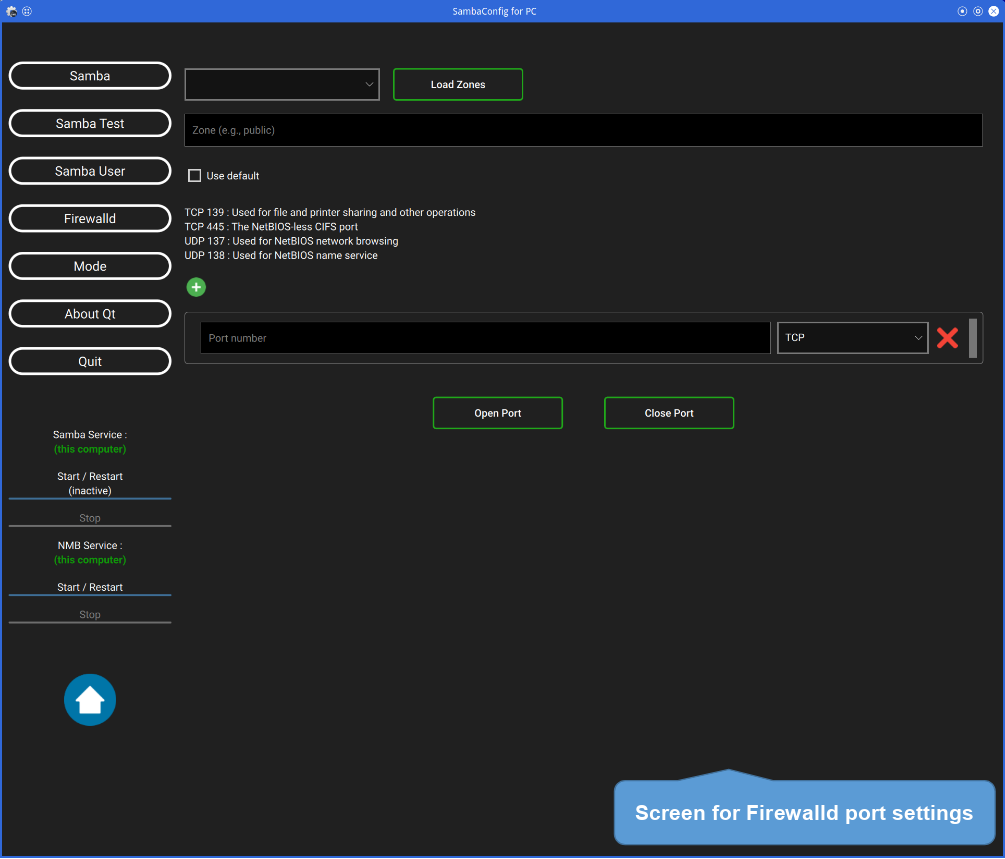 SambaConfig for PC
Samba
Samba Test
Samba User
Firewalld
Mode
About Qt
Quit
Samba Service :
(this computer)
Start / Restart
(inactive)
Stop
NMB Service :
(this computer)
Start / Restart
Stop
Load Zones
Zone (e.g., public)
Use default
TCP 139 : Used for file and printer sharing and other operations
TCP 445 : The NetBIOS-less CIFS port
UDP 137 : Used for NetBIOS network browsing
UDP 138 : Used for NetBIOS name service
Port number
TCP
Open Port
Close Port
Screen for Firewalld port settings